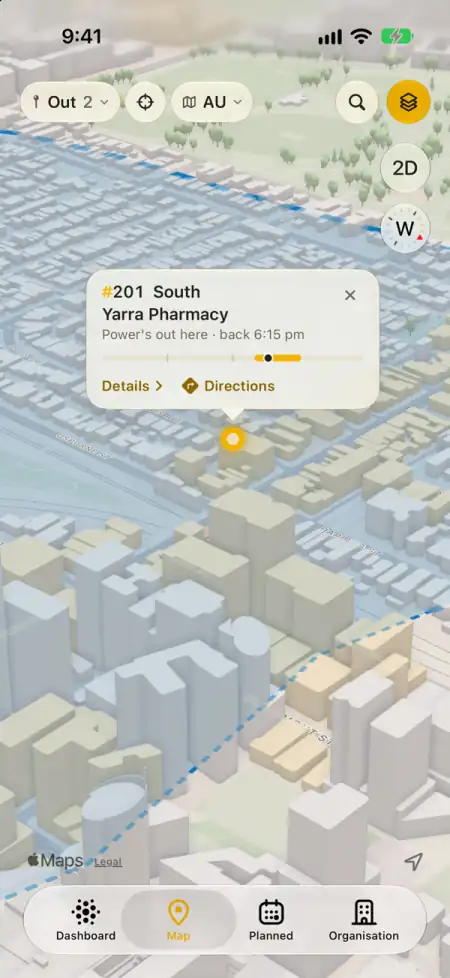 9:41
Out 2
AU
2D
W
#201 South
Yarra Pharmacy
Power's out here · back 6:15 pm
Details
Directions
Maps
Legal
Dashboard
Map
Planned
Organisation